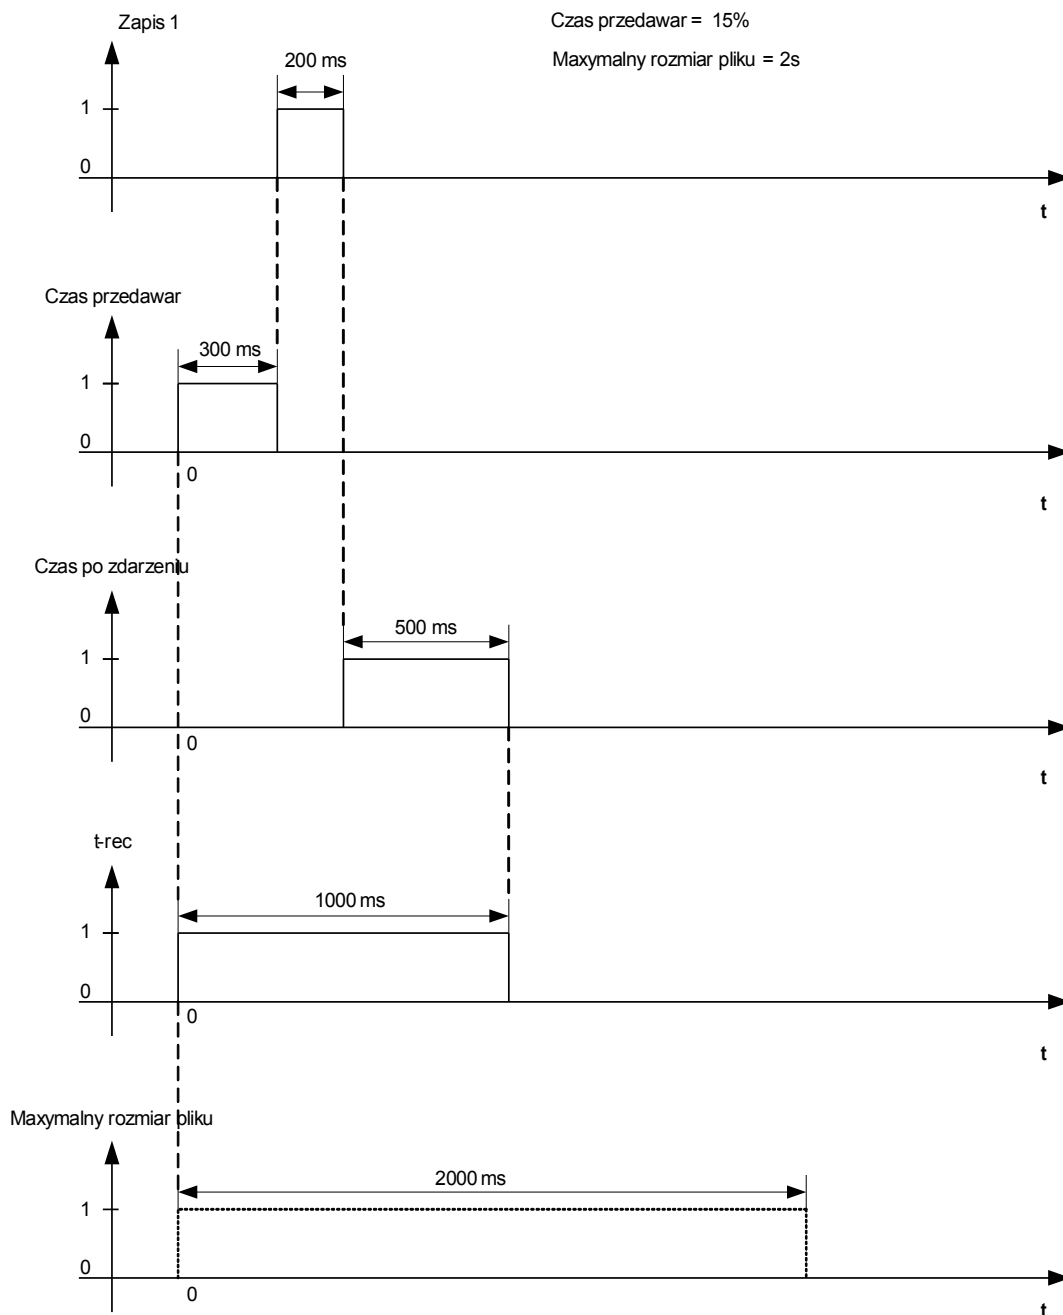 Zapis 1
Czas przedawar = 15%
Maxymalny rozmiar pliku = 2s
200 ms
1
0
t
Czas przedawar
300 ms
1
0
0
t
Czas po zdarzeniu
500 ms
1
0
0
t
t-rec
1000 ms
1
0
0
t
Maxymalny rozmiar pliku
2000 ms
1
0
0
t